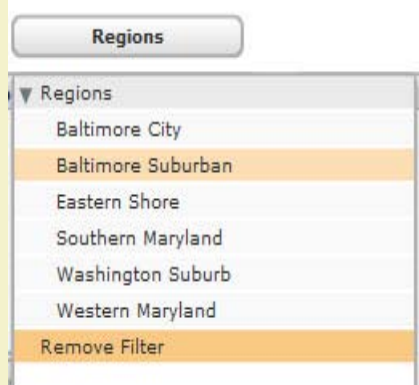 Regions
Regions
Baltimore City
Baltimore Suburban
Eastern Shore
Southern Maryland
Washington Suburb
Western Maryland
Remove Filter